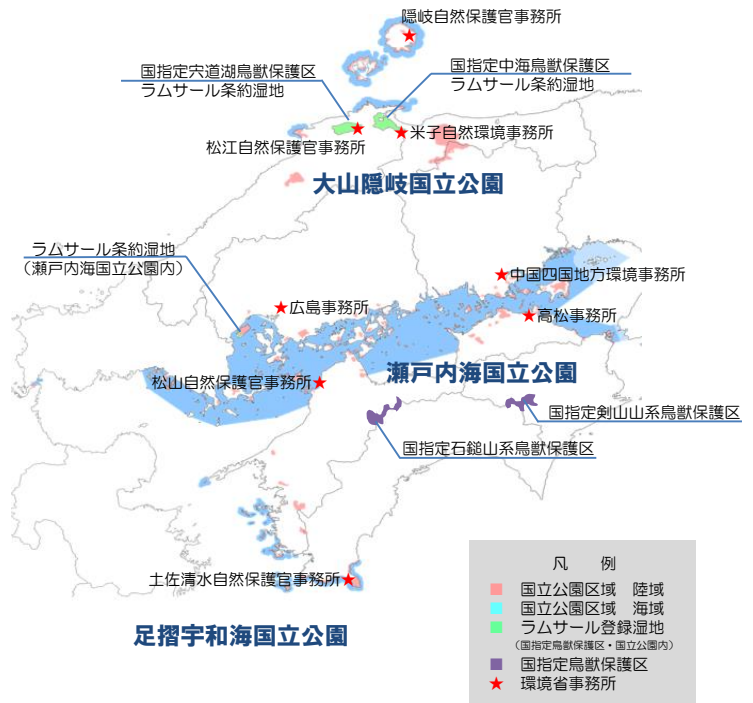 隠岐自然保護官事務所
国指定宍道湖鳥獣保護区
ラムサール条約湿地
国指定中海鳥獣保護区
ラムサール条約湿地
松江自然保護官事務所
米子自然環境事務所
大山隠岐国立公園
ラムサール条約湿地
(瀬戸内海国立公園内)
中国四国地方環境事務所
広島事務所
高松事務所
瀬戸内海国立公園
松山自然保護官事務所
国指定剣山山系鳥獣保護区
国指定石鎚山系鳥獣保護区
土佐清水自然保護官事務所
足摺宇和海国立公園
凡 例
国立公園区域 陸域
国立公園区域 海域
ラムサール登録湿地
(国指定鳥獣保護区・国立公園内)
国指定鳥獣保護区
環境省事務所